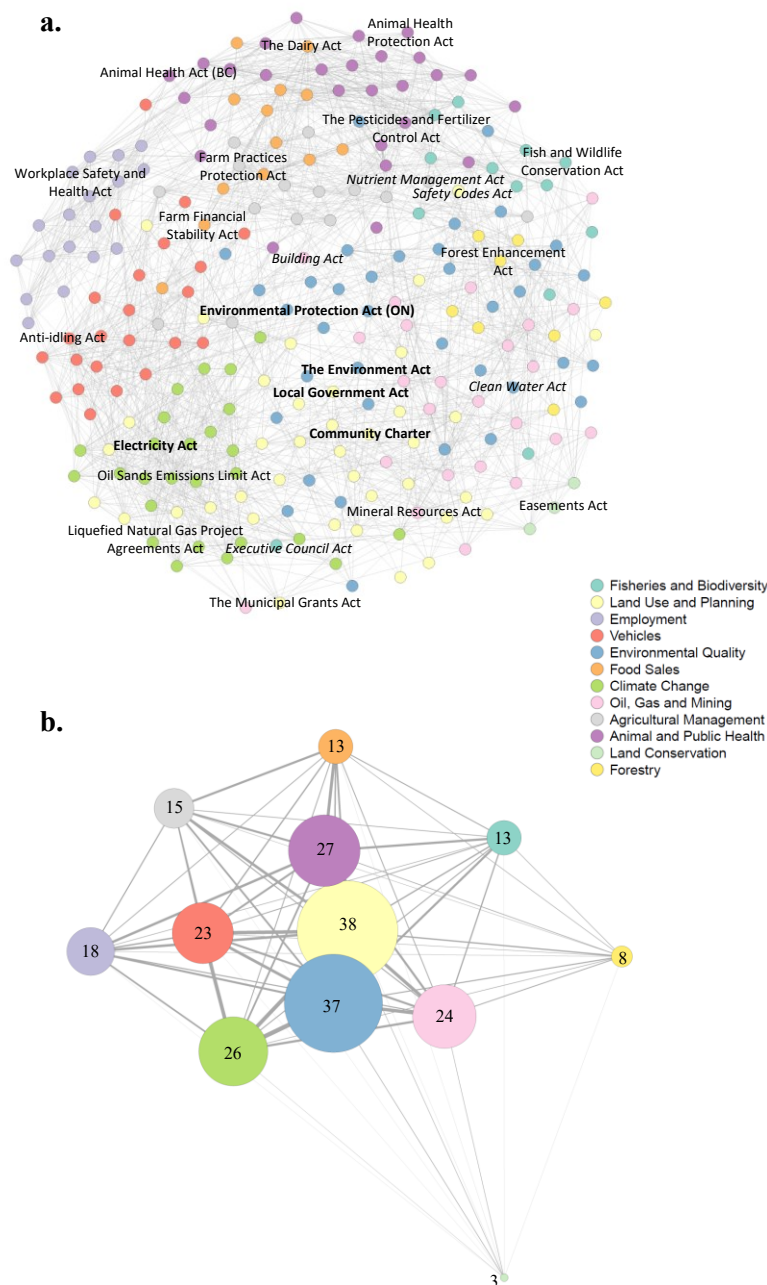 a.
Animal Health
Protection Act
The Dairy Act
Animal Health Act (BC)
The Pesticides and Fertilizer
Control Act
Farm Practices
Protection Act
Fish and Wildlife
Conservation Act
Workplace Safety and
Health Act
Nutrient Management Act
Safety Codes Act
Farm Financial
Stability Act
Building Act
Forest Enhancement
Act
Environmental Protection Act (ON)
Anti-idling Act
The Environment Act
Clean Water Act
Local Government Act
Community Charter
Electricity Act
Oil Sands Emissions Limit Act
Mineral Resources Act
Easements Act
Liquefied Natural Gas Project
Agreements Act
Executive Council Act
The Municipal Grants Act
Fisheries and Biodiversity
Land Use and Planning
Employment
Vehicles
Environmental Quality
Food Sales
Climate Change
Oil, Gas and Mining
Agricultural Management
Animal and Public Health
Land Conservation
Forestry
b.
13
15
13
27
38
23
18
8
37
24
26
3